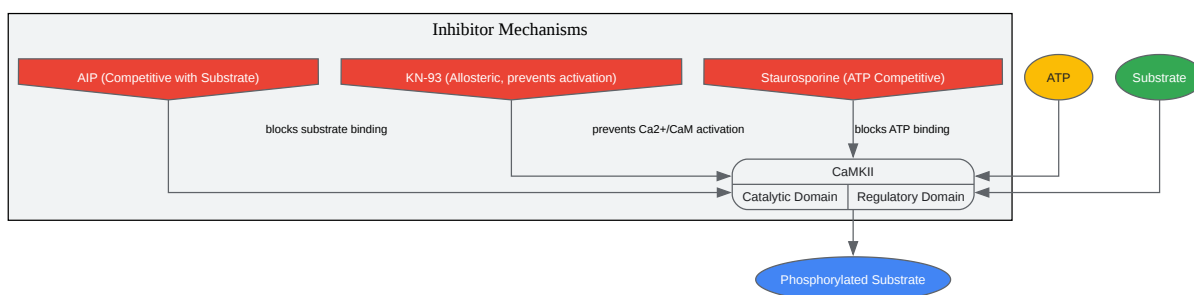 Inhibitor Mechanisms
AIP (Competitive with Substrate)
KN-93 (Allosteric, prevents activation)
Staurosporine (ATP Competitive)
ATP
Substrate
blocks substrate binding
prevents Ca2+/CaM activation
blocks ATP binding
CaMKII
Catalytic Domain
Regulatory Domain
Phosphorylated Substrate